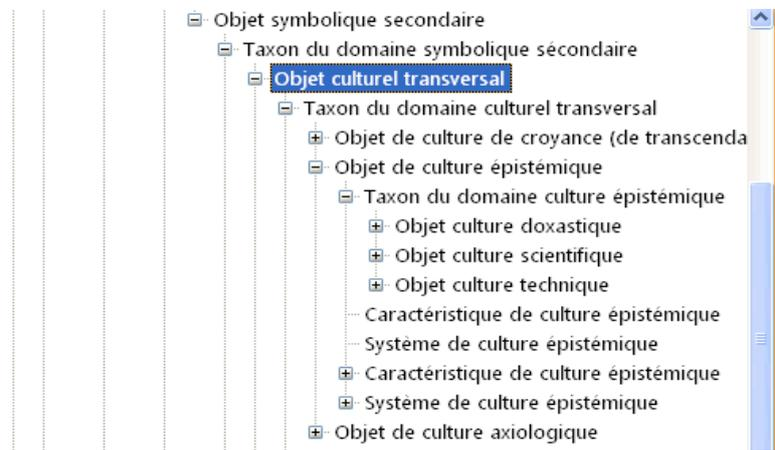 Objet symbolique secondaire
Taxon du domaine symbolique sécondaire
Objet culturel transversal
Taxon du domaine culturel transversal
Objet de culture de croyance (de transcenda
Objet de culture épistémique
Taxon du domaine culture épistémique
Objet culture doxastique
Objet culture scientifique
Objet culture technique
Caractéristique de culture épistémique
Système de culture épistémique
Caractéristique de culture épistémique
Système de culture épistémique
Objet de culture axiologique